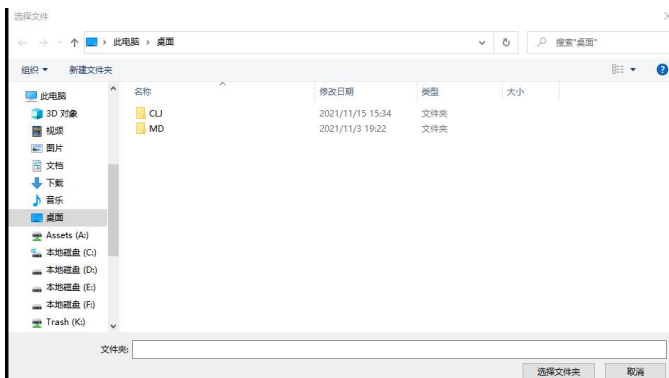 选择文件
此电脑 › 桌面
搜索"桌面"
组织
新建文件夹
名称 修改日期 类型 大小
CLJ 2021/11/15 15:34 文件夹
MD 2021/11/3 19:22 文件夹
此电脑
3D 对象
视频
图片
文档
下载
音乐
桌面
Assets (A:)
本地磁盘 (C:)
本地磁盘 (D:)
本地磁盘 (E:)
本地磁盘 (F:)
Trash (K:)
文件夹:
选择文件夹 取消